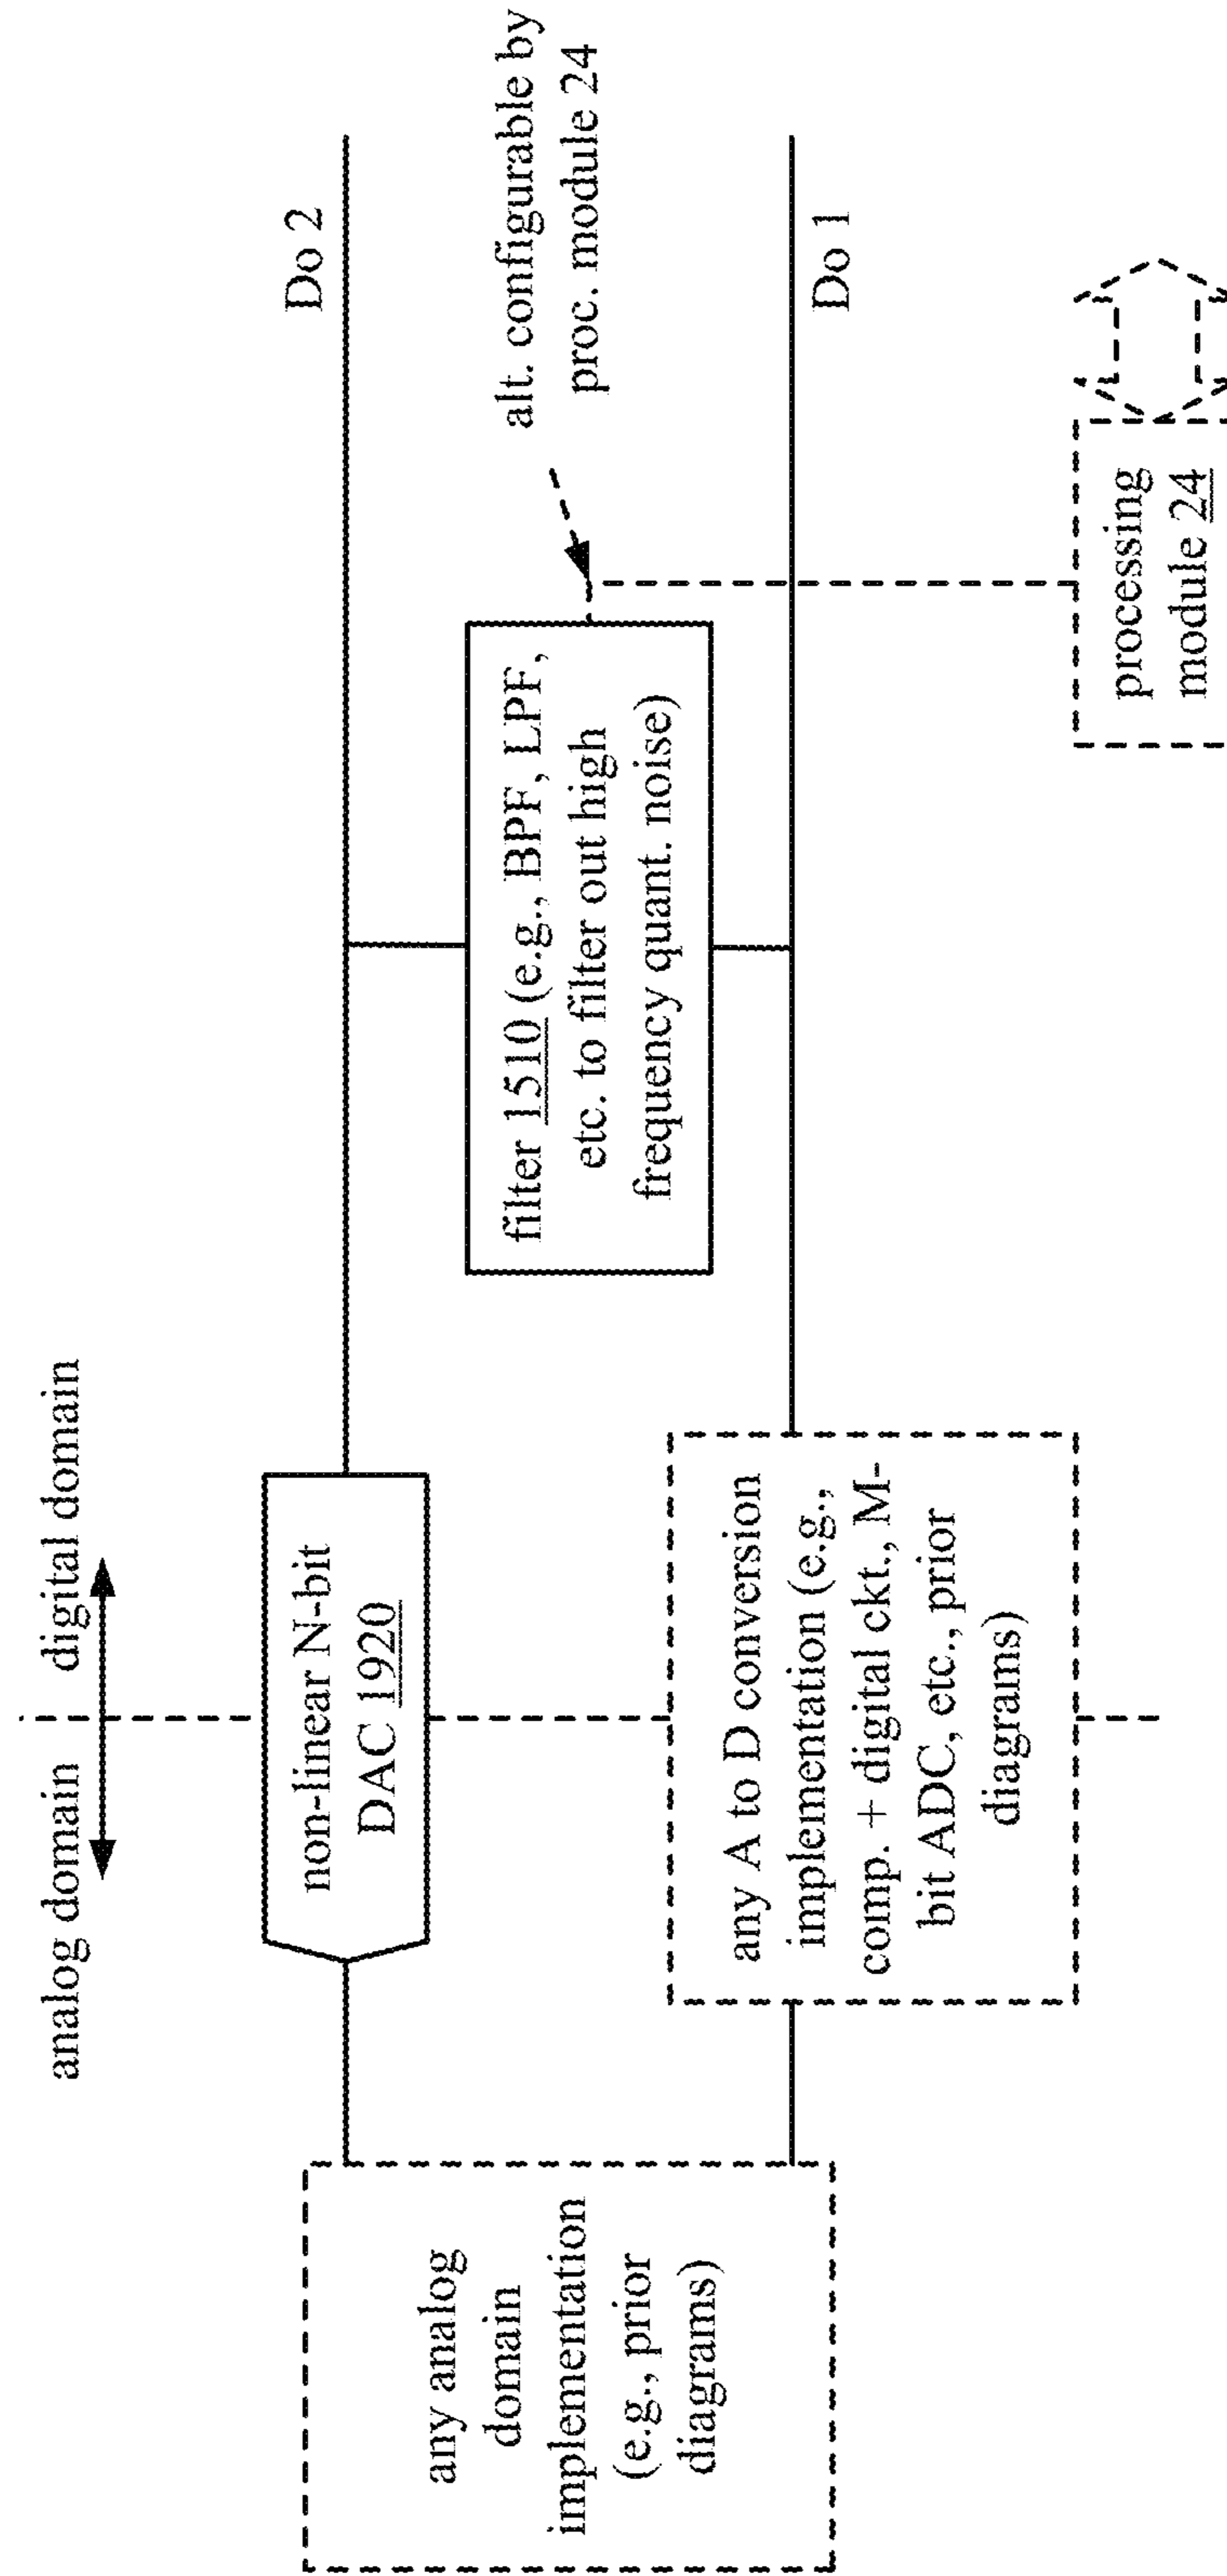 analog domain
digital domain
non-linear N-bit
DAC 1920
Do 2
any analog
domain
implementation
(e.g., prior
diagrams)
filter 1510 (e.g., BPF, LPF,
etc. to filter out high
frequency quant. noise)
alt. configurable by
proc. module 24
any A to D conversion
implementation (e.g.,
comp. + digital ckt., M-
bit ADC, etc., prior
diagrams)
Do 1
processing
module 24